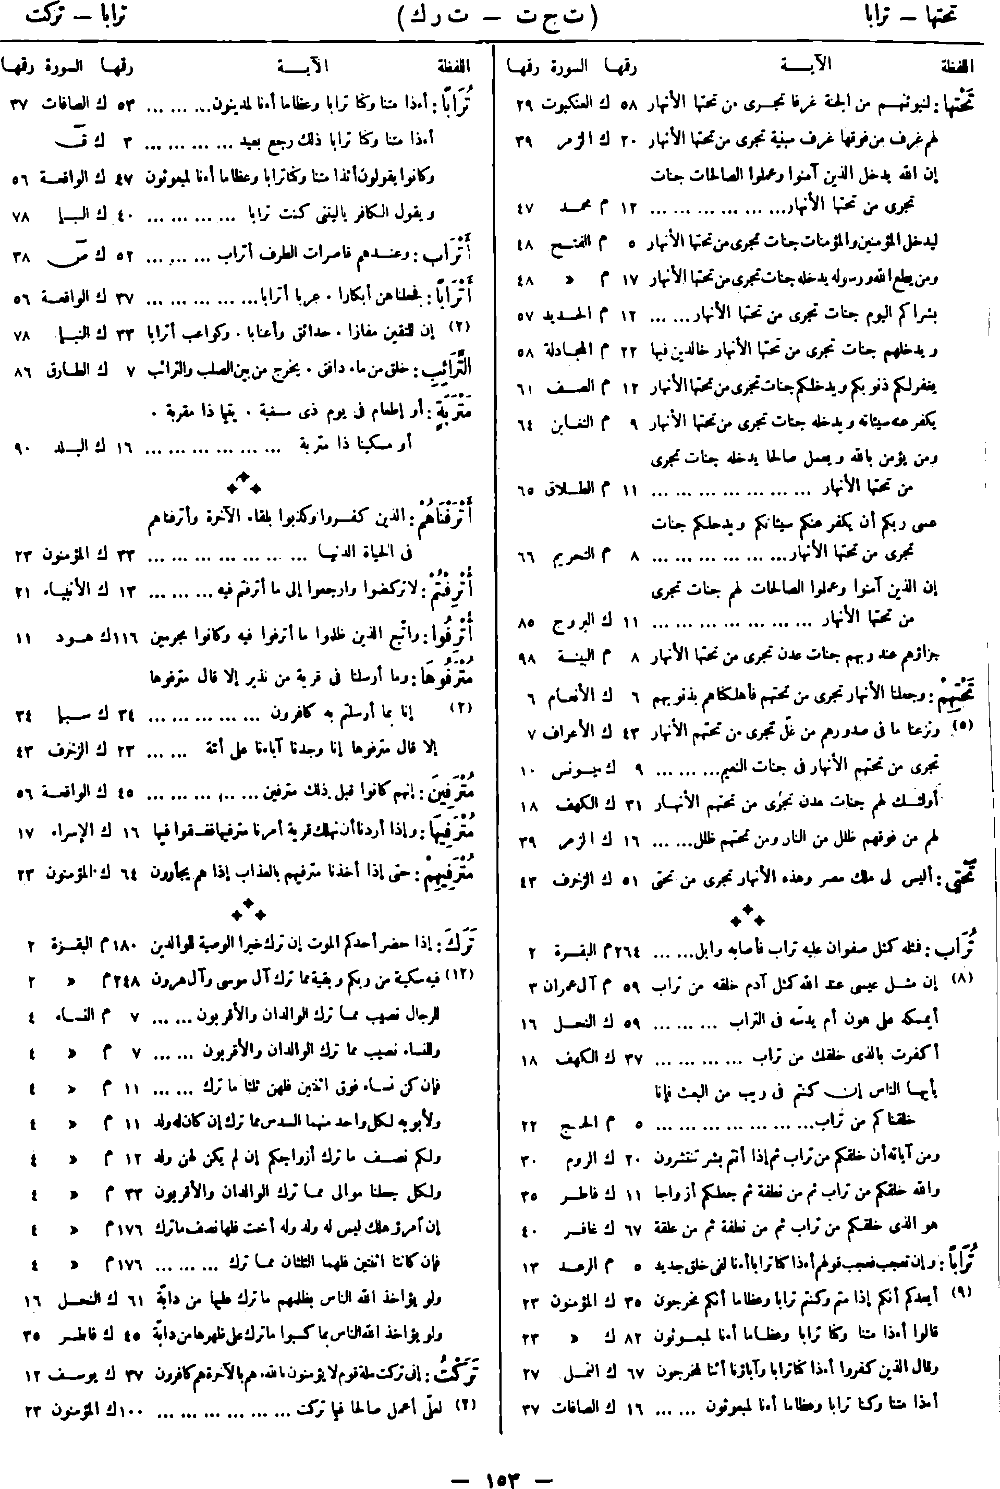 تحتها – ترابا
(تحت – ترك)
ترابا – تركت
اللفظة الآية رقمها السورة رقمها
تَحْتِهَا : لنبوئنهم من الجنة غرفا تجرى من تحتها الأنهار ٥٨ ك العنكبوت ٢٩
لهم غرف من فوقها غرف مبنية تجرى من تحتها الأنهار ٢٠ ك الزمر ٣٩
إن الله يدخل الذين آمنوا وعملوا الصالحات جنات
تجرى من تحتها الأنهار... ... ... ... ... ... ١٢ م محمد ٤٧
ليدخل المؤمنين والمؤمنات جنات تجرى من تحتها الأنهار ٥ م الفتح ٤٨
ومن يطع الله ورسوله يدخله جنات تجرى من تحتها الأنهار ١٧ م » ٤٨
بشراكم اليوم جنات تجرى من تحتها الأنهار... ... ١٢ م الحديد ٥٧
ويدخلهم جنات تجرى من تحتها الأنهار خالدين فيها ٢٢ م المجادلة ٥٨
يغفر لكم ذنوبكم ويدخلكم جنات تجرى من تحتها الأنهار ١٢ م الصف ٦١
يكفر عنه سيئاته ويدخله جنات تجرى من تحتها الأنهار ٩ م التغابن ٦٤
ومن يؤمن بالله ويعمل صالحا يدخله جنات تجرى
من تحتها الأنهار ... ... ... ... ... ... ... ١١ م الطلاق ٦٥
عسى ربكم أن يكفر عنكم سيئاتكم ويدخلكم جنات
تجرى من تحتها الأنهار... ... ... ... ... ... ٨ م التحريم ٦٦
إن الذين آمنوا وعملوا الصالحات لهم جنات تجرى
من تحتها الأنهار ... ... ... ... ... ... ... ١١ ك البروج ٨٥
جزاؤهم عند ربهم جنات عدن تجرى من تحتها الأنهار ٨ م البينة ٩٨
تَحْتِهِمْ : وجعلنا الأنهار تجرى من تحتهم فأهلكناهم بذنوبهم ٦ ك الأنعام ٦
(٥) ونزعنا ما فى صدورهم من غلّ تجرى من تحتهم الأنهار ٤٣ ك الأعراف ٧
تجرى من تحتهم الأنهار فى جنات النعيم... ... ... ٩ ك يونس ١٠
أولئك لهم جنات عدن تجرى من تحتهم الأنهار ٣١ ك الكهف ١٨
لهم من فوقهم ظلل من النار ومن تحتهم ظلل... ... ١٦ ك الزمر ٣٩
تَحْتِى : أليس لى ملك مصر وهذه الأنهار تجرى من تحتى ٥١ ك الزخرف ٤٣
تُرَاب : فمثله كمثل صفوان عليه تراب فأصابه وابل... ... ٢٦٤ م البقرة ٢
(٨) إن مثل عيسى عند الله كمثل آدم خلقه من تراب ٥٩ م آل عمران ٣
أيمسكه على هون أم يدسّه فى التراب ... ... ... ٥٩ ك النحل ١٦
أكفرت بالذى خلقك من تراب ... ... ... ... ٣٧ ك الكهف ١٨
يأيها الناس إن كنتم فى ريب من البعث فإنا
خلقناكم من تراب... ... ... ... ... ... ... ٥ م الحج ٢٢
ومن آياته أن خلقكم من تراب ثم إذا أنتم بشر تنتشرون ٢٠ ك الروم ٣٠
والله خلقكم من تراب ثم من نطفة ثم جعلكم أزواجا ١١ ك فاطر ٣٥
هو الذى خلقكم من تراب ثم من نطفة ثم من علقة ٦٧ ك غافر ٤٠
تُرَاباً : وإن تعجب فعجب قولهم أءذا كنا ترابا أءنا لفى خلق جديد ٥ م الرعد ١٣
(٩) أيعدكم أنكم إذا متم وكنتم ترابا وعظاما أنكم مخرجون ٣٥ ك المؤمنون ٢٣
قالوا أءذا متنا وكنا ترابا وعظاما أءنا لمبعوثون ٨٢ ك » ٢٣
وقال الذين كفروا أءذا كنا ترابا وآباؤنا أئنا لمخرجون ٦٧ ك النمل ٢٧
أءذا متنا وكنا ترابا وعظاما أءنا لمبعوثون ... ... ١٦ ك الصافات ٣٧
اللفظة الآية رقمها السورة رقمها
تُرَاباً : أءذا متنا وكنا ترابا وعظاما أءنا لمدينون... ... ... ٥٣ ك الصافات ٣٧
أءذا متنا وكنا ترابا ذلك رجع بعيد ... ... ... ... ٣ ك قٓ
وكانوا يقولون أئذا متنا وكنا ترابا وعظاما أءنا لمبعوثون ٤٧ ك الواقعة ٥٦
ويقول الكافر ياليتنى كنت ترابا ... ... ... ... ٤٠ ك النبأ ٧٨
أَتْرَاب : وعندهم قاصرات الطرف أتراب ... ... ... ٥٢ ك صٓ ٣٨
أَتْرَاباً : فجعلناهن أبكارا ، عربا أترابا... ... ... ... ٣٧ ك الواقعة ٥٦
(٢) إن للمتقين مفازا ، حدائق وأعنابا ، وكواعب أترابا ٣٣ ك النبأ ٧٨
التَّرَائِبِ : خلق من ماء دافق ، يخرج من بين الصلب والترائب ٧ ك الطارق ٨٦
مَتْرَبَةٍ : أو إطعام فى يوم ذى مسغبة ، يتيما ذا مقربة ،
أو مسكينا ذا متربة ... ... ... ... ... ... ١٦ ك البلد ٩٠
أَتْرَفْنَاهُمْ : الذين كفروا وكذبوا بلقاء الآخرة وأترفناهم
فى الحياة الدنيا ... ... ... ... ... ... ... ٣٣ ك المؤمنون ٢٣
أُتْرِفْتُمْ : لا تركضوا وارجعوا إلى ما أترفتم فيه ... ... ... ١٣ ك الأنبياء ٢١
أُتْرِفُوا : واتبع الذين ظلموا ما أترفوا فيه وكانوا مجرمين ١١٦ ك هود ١١
مُتْرَفُوهَا : وما أرسلنا فى قرية من نذير إلا قال مترفوها
(٢) إنا بما أرسلتم به كافرون ... ... ... ... ... ٣٤ ك سبأ ٣٤
إلا قال مترفوها إنا وجدنا آباءنا على أمّة ... ... ٢٣ ك الزخرف ٤٣
مُتْرَفِينَ : إنهم كانوا قبل ذلك مترفين ... ... ... ... ٤٥ ك الواقعة ٥٦
مُتْرَفِيهَا : وإذا أردنا أن نهلك قرية أمرنا مترفيها ففسقوا فيها ١٦ ك الإسراء ١٧
مُتْرَفِيهِمْ : حتى إذا أخذنا مترفيهم بالعذاب إذا هم يجأرون ٦٤ ك المؤمنون ٢٣
تَرَكَ : إذا حضر أحدكم الموت إن ترك خيرا الوصية للوالدين ١٨٠ م البقرة ٢
(١٢) فيه سكينة من ربكم وبقية مما ترك آل موسى وآل هرون ٢٤٨ م » ٢
للرجال نصيب مما ترك الوالدان والأقربون ... ... ٧ م النساء ٤
وللنساء نصيب مما ترك الوالدان والأقربون ... ... ٧ م » ٤
فإن كن نساء فوق اثنتين فلهن ثلثا ما ترك ... ... ١١ م » ٤
ولأبويه لكل واحد منهما السدس مما ترك إن كان له ولد ١١ م » ٤
ولكم نصف ما ترك أزواجكم إن لم يكن لهن ولد ١٢ م » ٤
ولكل جعلنا موالى مما ترك الوالدان والأقربون ٣٣ م » ٤
إن امرؤ هلك ليس له ولد وله أخت فلها نصف ما ترك ١٧٦ م » ٤
فإن كانتا اثنتين فلهما الثلثان مما ترك ... ... ... ١٧٦ م » ٤
ولو يؤاخذ الله الناس بظلمهم ما ترك عليها من دابّة ٦١ ك النحل ١٦
ولو يؤاخذ الله الناس بما كسبوا ما ترك على ظهرها من دابّة ٤٥ ك فاطر ٣٥
تَرَكْتُ : إنى تركت ملة قوم لا يؤمنون بالله وهم بالآخرة هم كافرون ٣٧ ك يوسف ١٢
(٢) لعلى أعمل صالحا فيما تركت ... ... ... ... ... ... ١٠٠ ك المؤمنون ٢٣
– ١٥٣ –